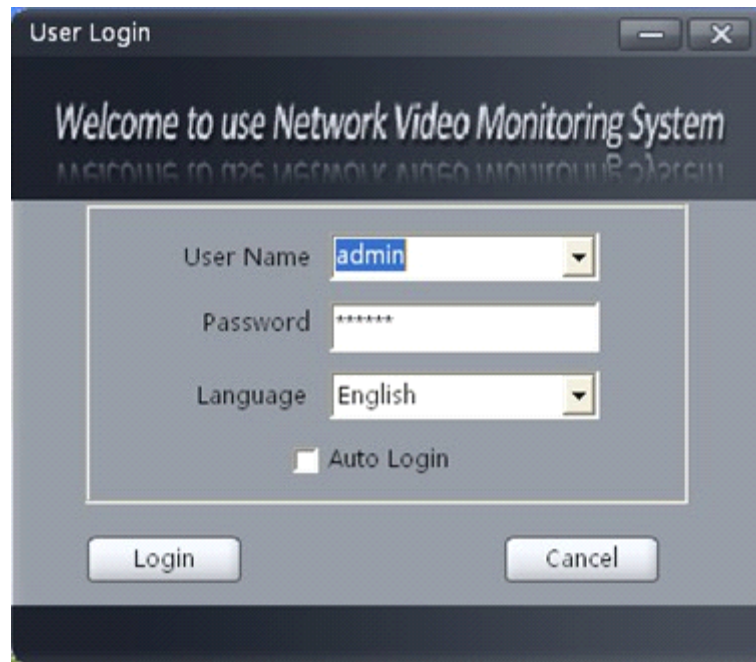 User Login
Welcome to use Network Video Monitoring System
User Name admin
Password ******
Language English
Auto Login
Login Cancel